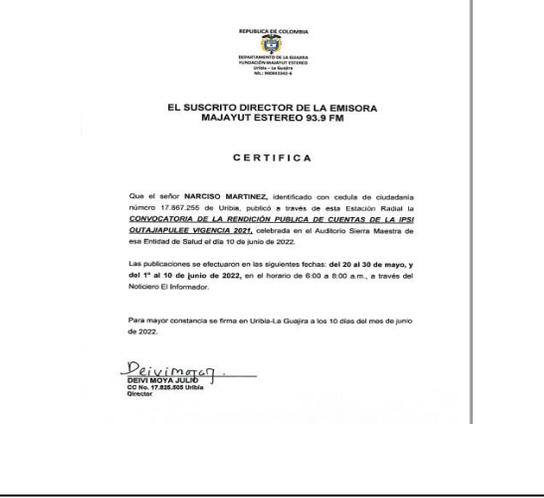 REPUBLICA DE COLOMBIA
DEPARTAMENTO DE LA GUAJIRA
FUNDACIÓN MAJAYUT ESTEREO
Uribia – La Guajira
EL SUSCRITO DIRECTOR DE LA EMISORA
MAJAYUT ESTEREO 93.9 FM
C E R T I F I C A
Que el señor NARCISO MARTINEZ, identificado con cedula de ciudadanía
número 17.867.255 de Uribia, publicó a través de esta Estación Radial la
CONVOCATORIA DE LA RENDICIÓN PUBLICA DE CUENTAS DE LA IPSI
OUTAJIAPULEE VIGENCIA 2021, celebrada en el Auditorio Sierra Maestra de
esa Entidad de Salud el día 10 de junio de 2022.
Las publicaciones se efectuaron en las siguientes fechas: del 20 al 30 de mayo, y
del 1º al 10 de junio de 2022, en el horario de 6:00 a 8:00 a.m., a través del
Noticiero El Informador.
Para mayor constancia se firma en Uribia-La Guajira a los 10 días del mes de junio
de 2022.
DEIVI MOYA JULIO
CC No. 17.825.505 Uribia
Director